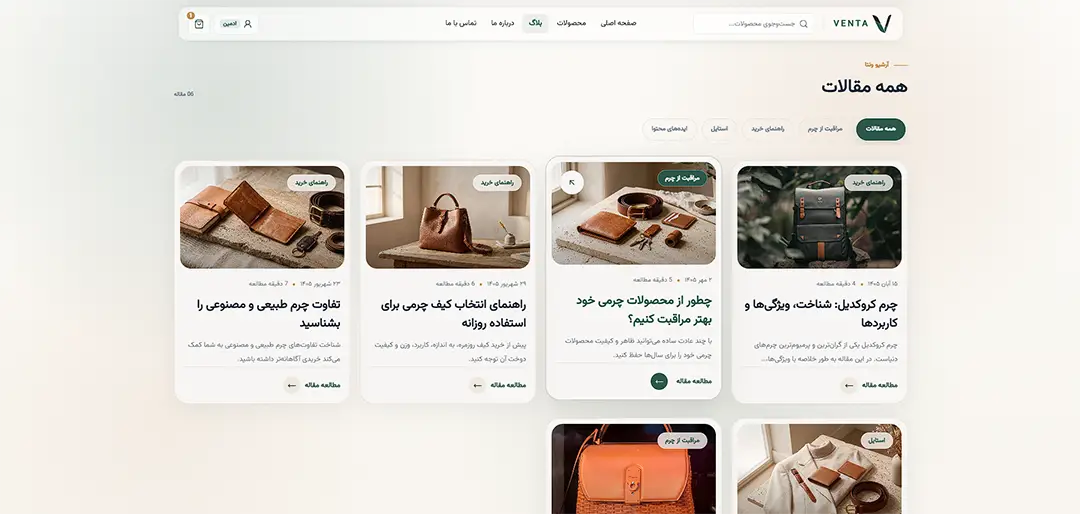 VENTA
جست‌وجوی محصولات...
صفحه اصلی
محصولات
بلاگ
درباره ما
تماس با ما
ادمین
5
آرشیو ونتا
همه مقالات
06 مقاله
همه مقالات
مراقبت از چرم
راهنمای خرید
استایل
ایده‌های محتوا
راهنمای خرید
۱۵ آبان ۱۴۰۵ • 4 دقیقه مطالعه
چرم کروکدیل: شناخت، ویژگی‌ها و
کاربردها
چرم کروکدیل یکی از گران‌ترین و پرمیوم‌ترین چرم‌های
دنیاست. در این مقاله به طور خلاصه با ویژگی‌ها،...
مطالعه مقاله
مراقبت از چرم
۲ مهر ۱۴۰۵ • 5 دقیقه مطالعه
چطور از محصولات چرمی خود
بهتر مراقبت کنیم؟
با چند عادت ساده می‌توانید ظاهر و کیفیت محصولات
چرمی خود را برای سال‌ها حفظ کنید.
مطالعه مقاله
راهنمای خرید
۲۹ شهریور ۱۴۰۵ • 6 دقیقه مطالعه
راهنمای انتخاب کیف چرمی برای
استفاده روزانه
پیش از خرید کیف روزمره، به اندازه، کاربرد، وزن و کیفیت
دوخت آن توجه کنید.
مطالعه مقاله
راهنمای خرید
۲۳ شهریور ۱۴۰۵ • 7 دقیقه مطالعه
تفاوت چرم طبیعی و مصنوعی را
بشناسید
شناخت تفاوت‌های چرم طبیعی و مصنوعی به شما کمک
می‌کند خریدی آگاهانه‌تر داشته باشید.
مطالعه مقاله
استایل
مراقبت از چرم